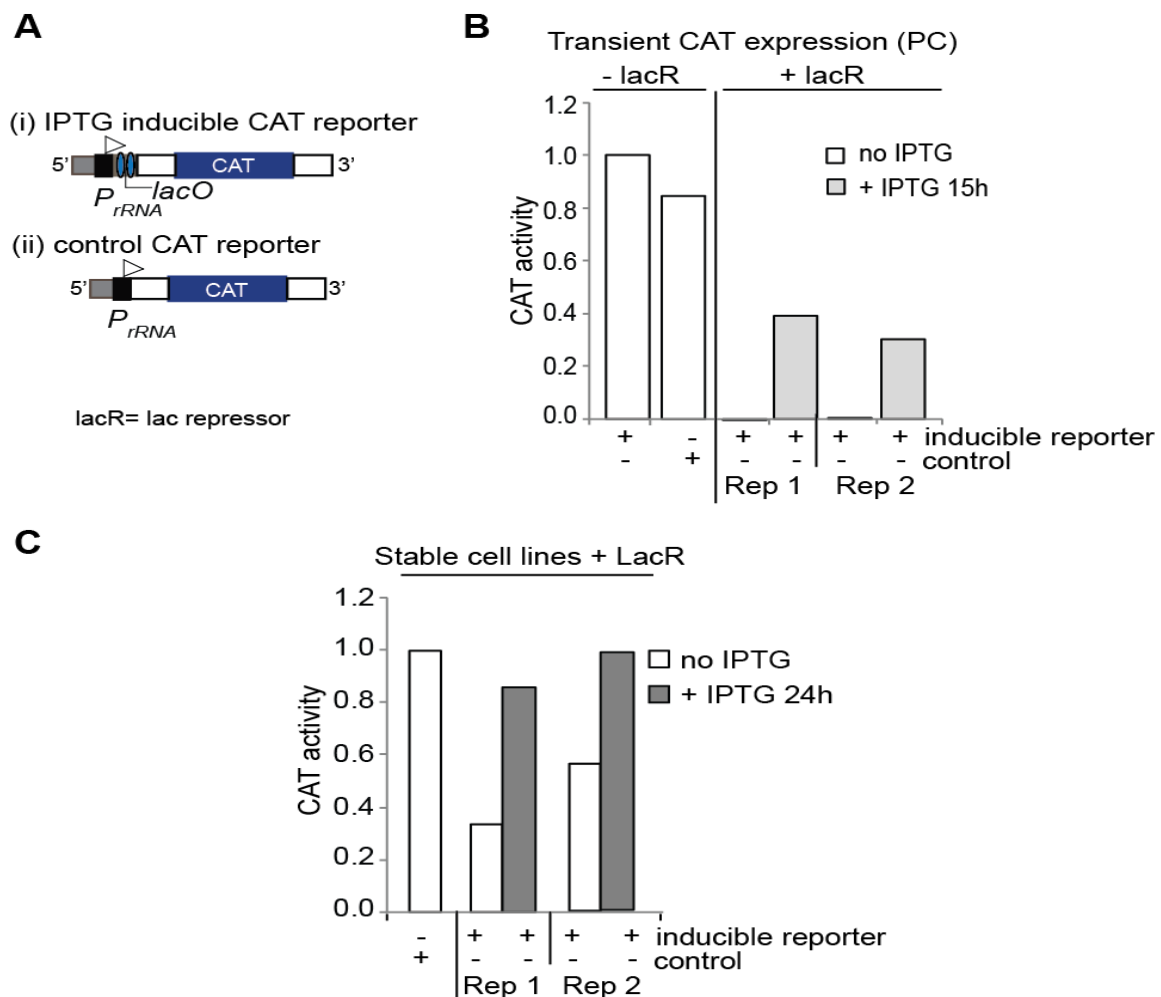 A
(i) IPTG inducible CAT reporter
5’ CAT 3’
lacO
PrRNA
(ii) control CAT reporter
5’ CAT 3’
PrRNA
lacR= lac repressor
B
Transient CAT expression (PC)
- lacR + lacR
CAT activity
1.2
1.0
0.8
0.6
0.4
0.2
0.0
no IPTG
+ IPTG 15h
+ - + + + + inducible reporter
- + - - - - control
Rep 1 Rep 2
C
Stable cell lines + LacR
CAT activity
1.2
1.0
0.8
0.6
0.4
0.2
0.0
no IPTG
+ IPTG 24h
- + + + + inducible reporter
+ - - - - control
Rep 1 Rep 2